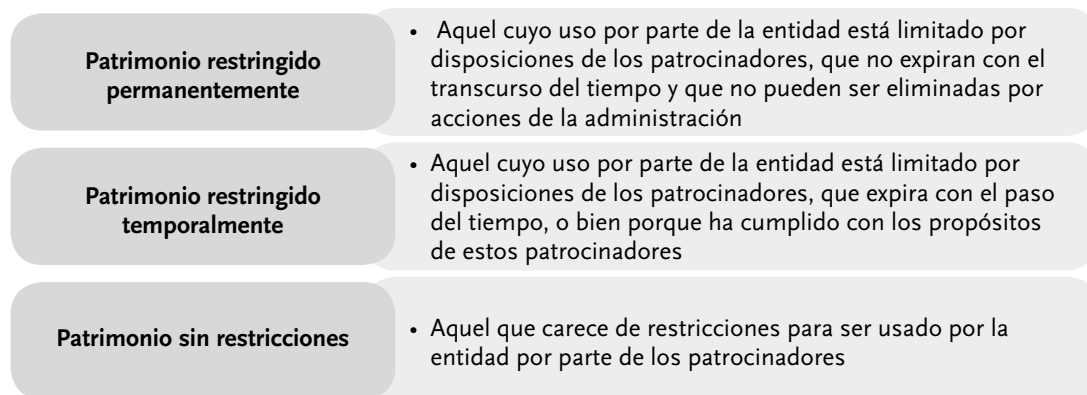 Patrimonio restringido
permanentemente
• Aquel cuyo uso por parte de la entidad está limitado por
disposiciones de los patrocinadores, que no expiran con el
transcurso del tiempo y que no pueden ser eliminadas por
acciones de la administración
Patrimonio restringido
temporalmente
• Aquel cuyo uso por parte de la entidad está limitado por
disposiciones de los patrocinadores, que expira con el paso
del tiempo, o bien porque ha cumplido con los propósitos
de estos patrocinadores
Patrimonio sin restricciones
• Aquel que carece de restricciones para ser usado por la
entidad por parte de los patrocinadores